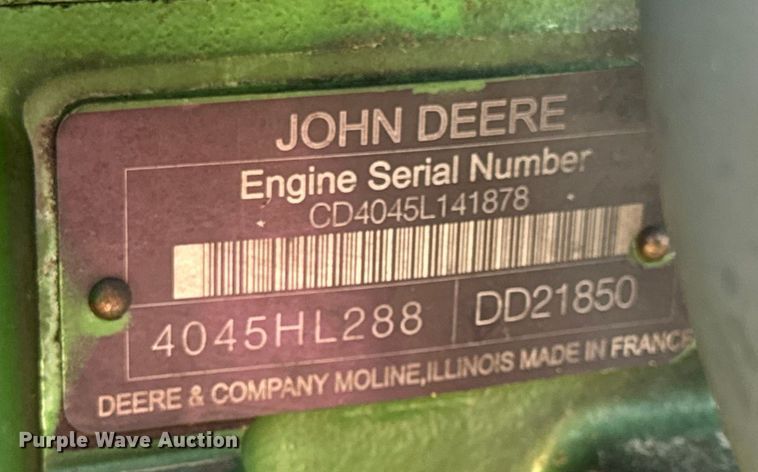 JOHN DEERE
Engine Serial Number
CD4045L141878
4045HL288 DD21850
DEERE & COMPANY MOLINE, ILLINOIS MADE IN FRANCE
Purple Wave Auction